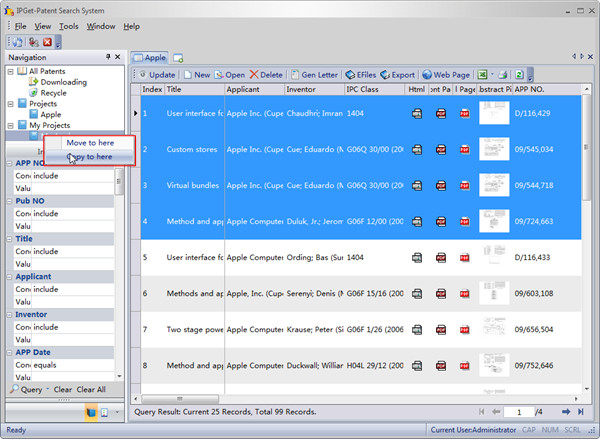 IPGet-Patent Search System
File View Tools Window Help
Navigation
All Patents
Downloading
Recycle
Projects
Apple
My Projects
Move to here
Copy to here
APP NO
Con include
Valu
Pub NO
Con include
Valu
Title
Con include
Valu
Applicant
Con include
Valu
Inventor
Con include
Valu
APP Date
Con equals
Valu
Query Clear Clear All
Apple
Update New Open Delete Gen Letter EFiles Export Web Page
Index Title Applicant Inventor IPC Class Html nt Pa l Page bstract Pi APP NO.
1 User interface fo Apple Inc. (Cupe Chaudhri; Imran 1404 D/116,429
2 Custom stores Apple Inc. (Cupe Cue; Eduardo (M G06Q 30/00 (200 09/545,034
3 Virtual bundles Apple Inc. (Cupe Cue; Eduardo (M G06Q 30/00 (200 09/544,718
4 Method and app Apple Computer Duluk, Jr.; Jerom G06F 12/00 (200 09/724,663
5 User interface fo Apple Computer Ording; Bas (Sun 1404 D/116,433
6 Methods and ap Apple, Inc. (Cupe Serenyi; Denis (M G06F 15/16 (200 09/603,108
7 Two stage powe Apple Computer Krause; Peter (Si G06F 1/26 (2006 09/656,504
8 Method and app Apple Computer Duckwall; Willian H04L 29/12 (200 09/752,646
Query Result: Current 25 Records, Total 99 Records.
1 /4
Ready
Current User:Administrator CAP NUM SCRL